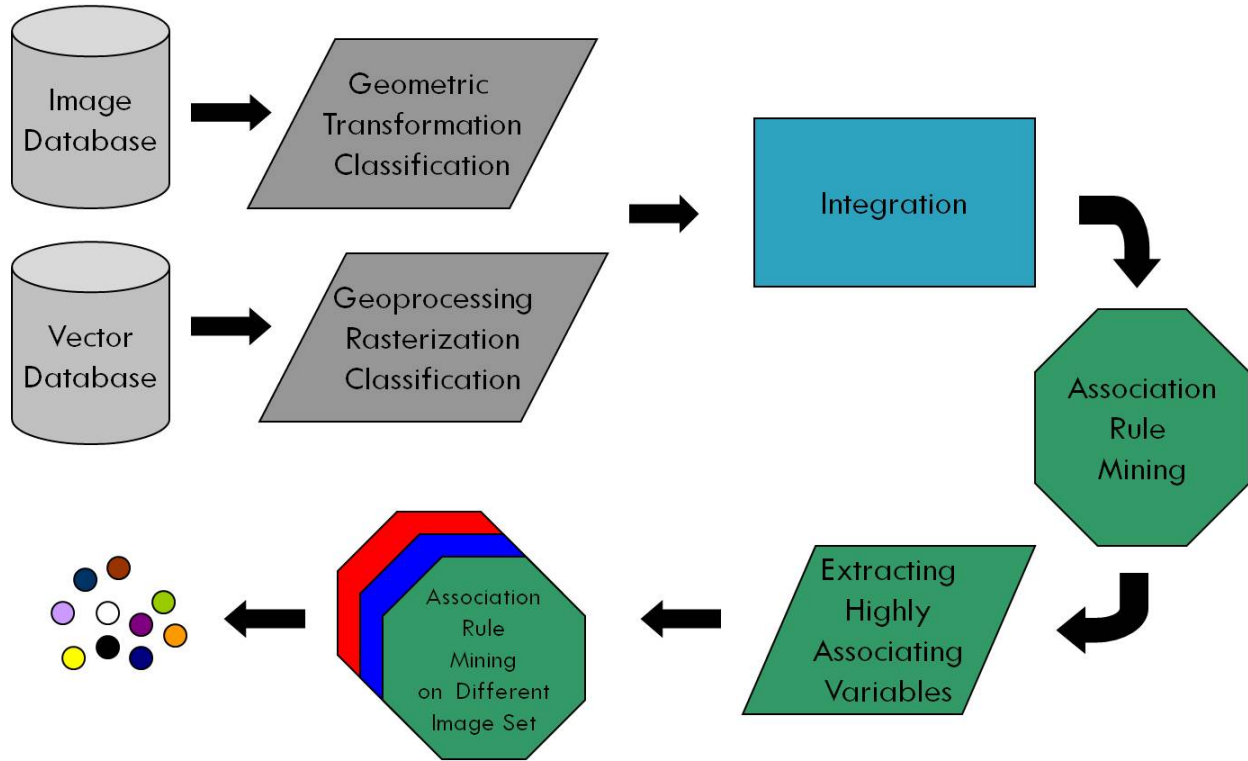 Image
Database
Geometric
Transformation
Classification
Vector
Database
Geoprocessing
Rasterization
Classification
Integration
Association
Rule
Mining
Extracting
Highly
Associating
Variables
Association
Rule
Mining
on Different
Image Set